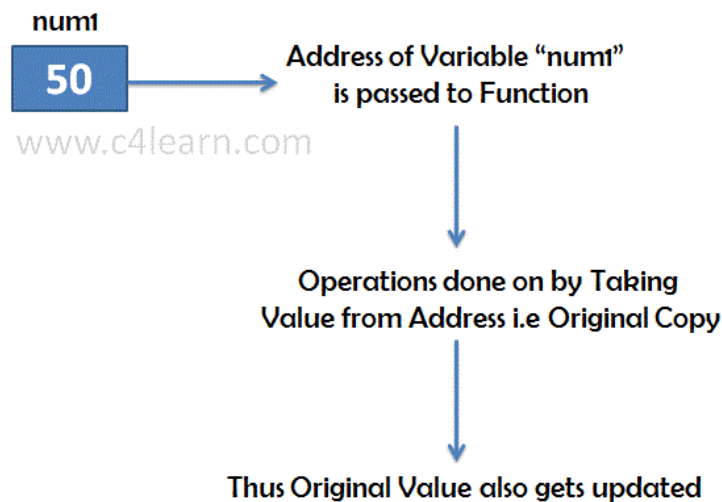 num1
50
Address of Variable “num1”
is passed to Function
www.c4learn.com
Operations done on by Taking
Value from Address i.e Original Copy
Thus Original Value also gets updated